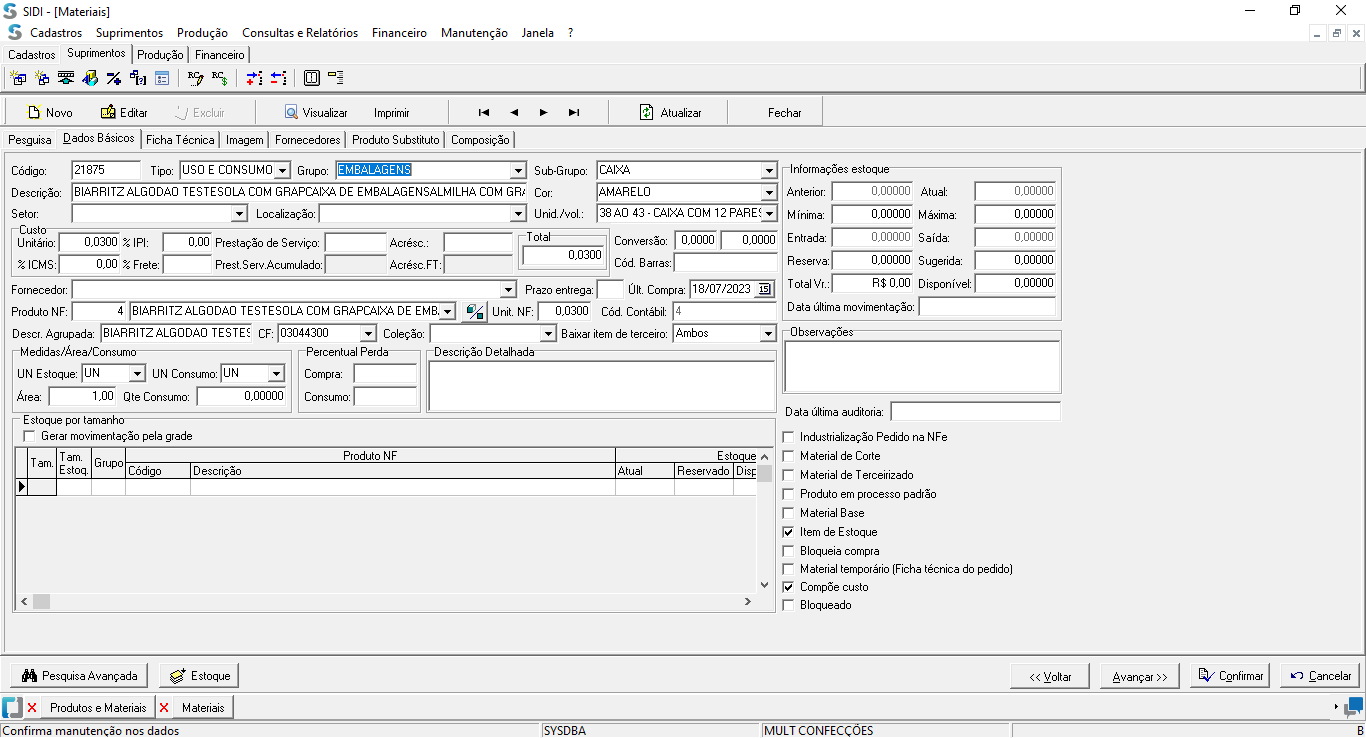 SIDI - [Materiais]
Cadastros Suprimentos Produção Consultas e Relatórios Financeiro Manutenção Janela ?
Cadastros Suprimentos Produção Financeiro
Novo Editar Excluir Visualizar Imprimir Atualizar Fechar
Pesquisa Dados Básicos Ficha Técnica Imagem Fornecedores Produto Substituto Composição
Código: 21875 Tipo: USO E CONSUMO Grupo: EMBALAGENS Sub-Grupo: CAIXA
Descrição: BIARRITZ ALGODAO TESTESOLA COM GRAPCAIXA DE EMBALAGENSALMILHA COM GRA Cor: AMARELO
Setor: Localização: Unid./vol.: 38 AO 43 - CAIXA COM 12 PARES
Custo
Unitário: 0,0300 % IPI: 0,00 Prestação de Serviço: Acrésc.:
% ICMS: 0,00 % Frete: Prest.Serv.Acumulado: Acrésc.FT:
Total
0,0300
Conversão: 0,0000 0,0000
Cód. Barras:
Fornecedor: Prazo entrega: Últ. Compra: 18/07/2023 15
Produto NF: 4 BIARRITZ ALGODAO TESTESOLA COM GRAPCAIXA DE EMB. Unit. NF: 0,0300 Cód. Contábil: 4
Descr. Agrupada: BIARRITZ ALGODAO TESTES CF: 03044300 Coleção: Baixar item de terceiro: Ambos
Medidas/Área/Consumo
UN Estoque: UN UN Consumo: UN
Área: 1,00 Qte Consumo: 0,00000
Percentual Perda
Compra:
Consumo:
Descrição Detalhada
Estoque por tamanho
Gerar movimentação pela grade
Tam. Tam. Estoq. Grupo Produto NF Estoque
Código Descrição Atual Reservado Disp
Informações estoque
Anterior: 0,00000 Atual: 0,00000
Mínima: 0,00000 Máxima: 0,00000
Entrada: 0,00000 Saída: 0,00000
Reserva: 0,00000 Sugerida: 0,00000
Total Vr.: R$ 0,00 Disponível: 0,00000
Data última movimentação:
Observações
Data última auditoria:
Industrialização Pedido na NFe
Material de Corte
Material de Terceirizado
Produto em processo padrão
Material Base
Item de Estoque
Bloqueia compra
Material temporário (Ficha técnica do pedido)
Compõe custo
Bloqueado
Pesquisa Avançada Estoque << Voltar Avançar >> Confirmar Cancelar
Produtos e Materiais Materiais
Confirma manutenção nos dados SYSDBA MULT CONFECÇÕES B